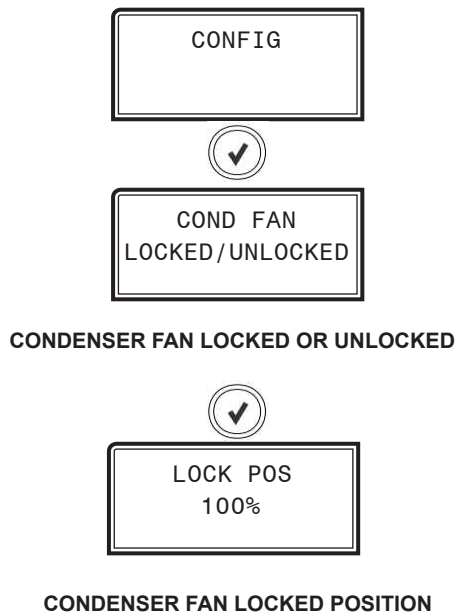 CONFIG
COND FAN
LOCKED/UNLOCKED
CONDENSER FAN LOCKED OR UNLOCKED
LOCK POS
100%
CONDENSER FAN LOCKED POSITION